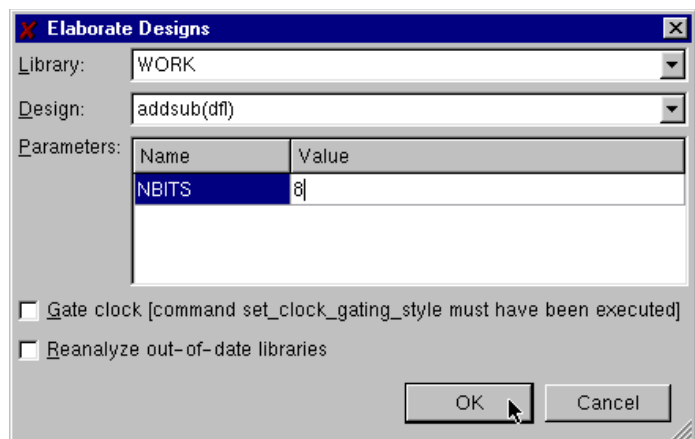 Elaborate Designs
Library: WORK
Design: addsub(dfl)
Parameters: Name Value
NBITS 8
Gate clock [command set_clock_gating_style must have been executed]
Reanalyze out-of-date libraries
OK Cancel